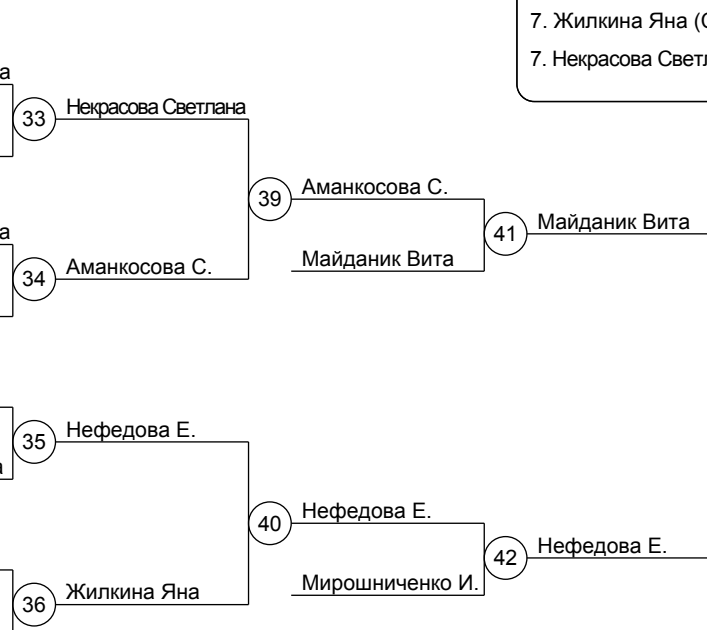 7. Жилкина Яна (
7. Некрасова Свет
а
33
Некрасова Светлана
39
Аманкосова С.
41
Майданик Вита
Майданик Вита
а
34
Аманкосова С.
35
Нефедова Е.
40
Нефедова Е.
42
Нефедова Е.
Мирошниченко И.
36
Жилкина Яна